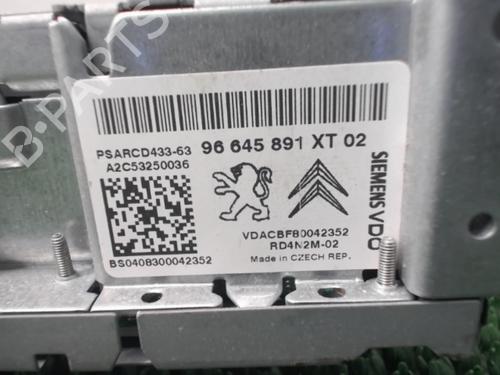 PSARCD433-63 96 645 891 XT 02
A2C53250036
SIEMENS VDO
VDACBF80042352
RD4N2M-02
BS0408300042352
Made in CZECH REP.
B-PARTS